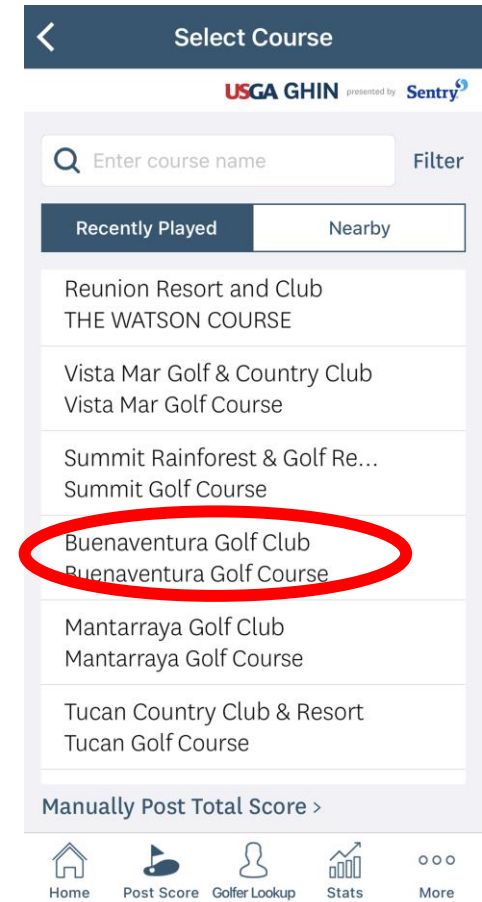 Select Course
USGA GHIN presented by Sentry
Enter course name Filter
Recently Played Nearby
Reunion Resort and Club
THE WATSON COURSE
Vista Mar Golf & Country Club
Vista Mar Golf Course
Summit Rainforest & Golf Re...
Summit Golf Course
Buenaventura Golf Club
Buenaventura Golf Course
Mantarraya Golf Club
Mantarraya Golf Course
Tucan Country Club & Resort
Tucan Golf Course
Manually Post Total Score >
Home Post Score Golfer Lookup Stats More